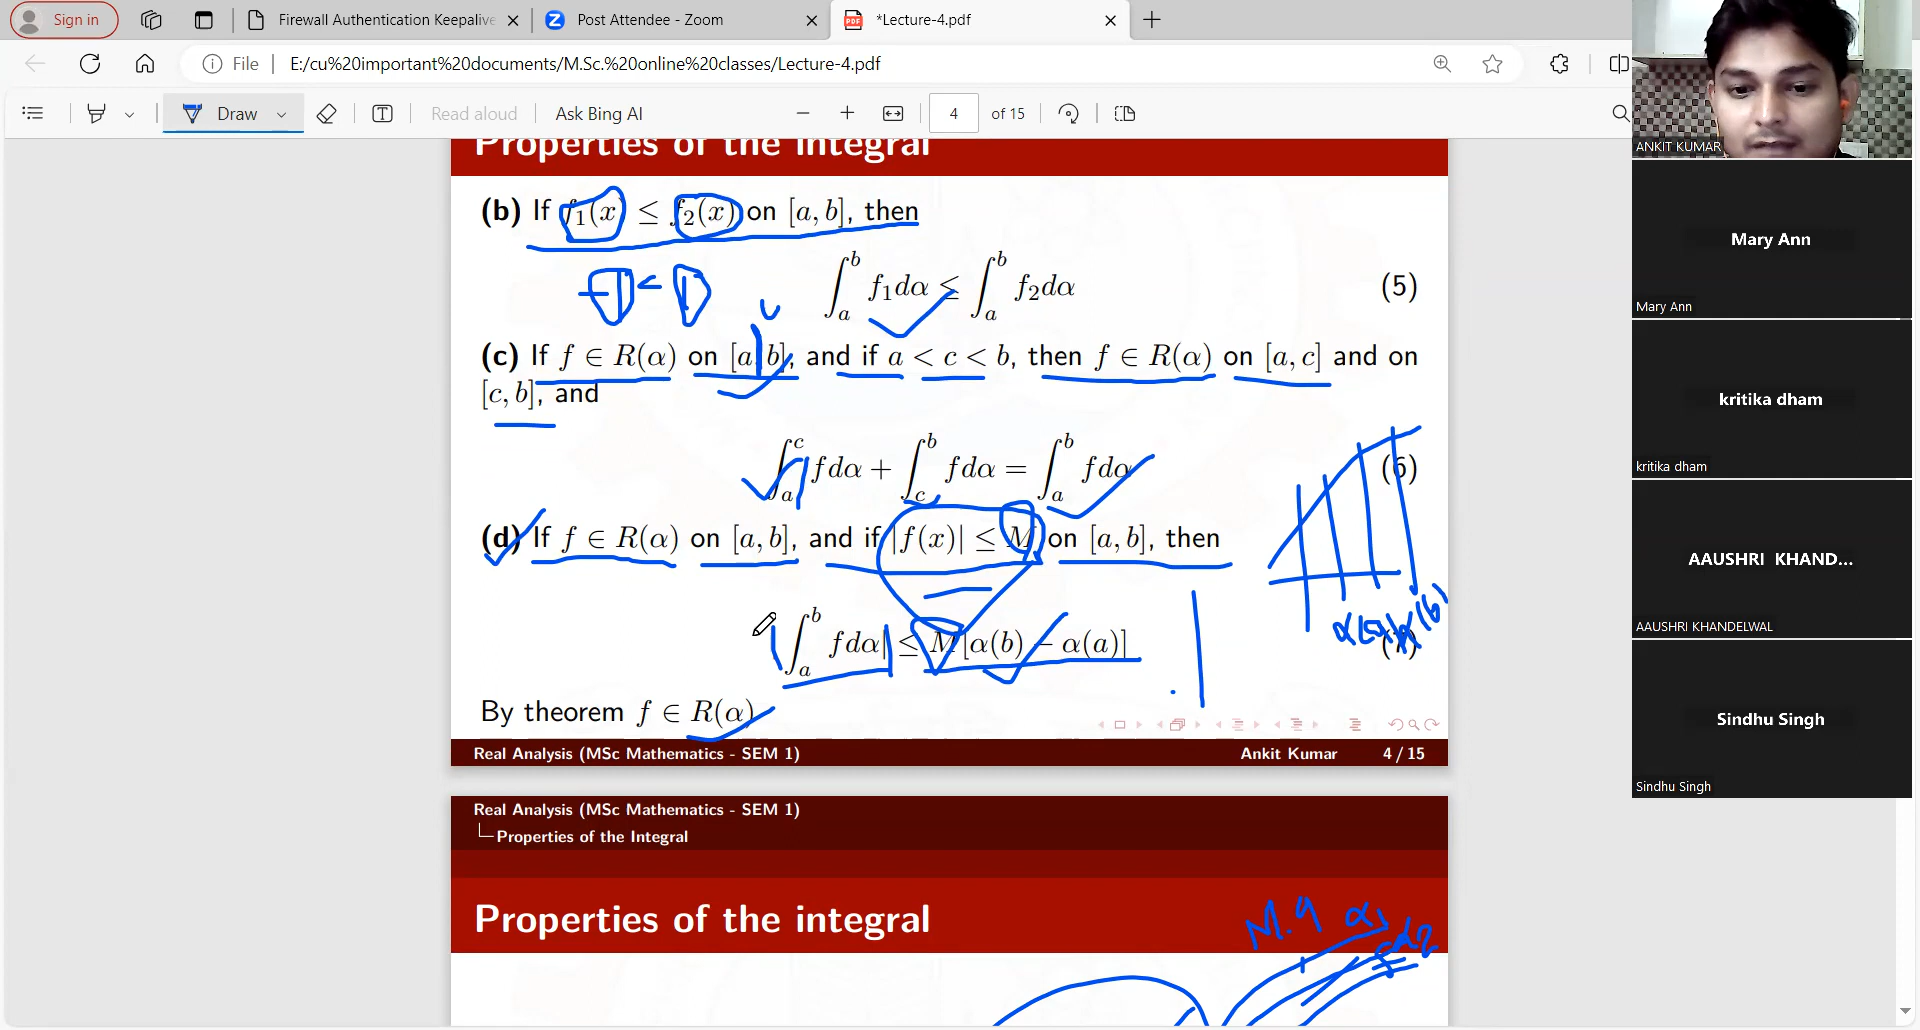 Sign in
Firewall Authentication Keepalive
Post Attendee - Zoom
*Lecture-4.pdf
File
E:/cu%20important%20documents/M.Sc.%20online%20classes/Lecture-4.pdf
Draw
Read aloud
Ask Bing AI
4 of 15
Properties of the integral
(b) If f₁(x) ≤ f₂(x) on [a, b], then
∫ₐᵇ f₁dα ≤ ∫ₐᵇ f₂dα (5)
(c) If f ∈ R(α) on [a, b], and if a < c < b, then f ∈ R(α) on [a, c] and on
[c, b], and
∫ₐᶜ fdα + ∫꜀ᵇ fdα = ∫ₐᵇ fdα (6)
(d) If f ∈ R(α) on [a, b], and if |f(x)| ≤ M on [a, b], then
|∫ₐᵇ fdα| ≤ M[α(b) − α(a)] (7)
α(a) α(b)
By theorem f ∈ R(α)
Real Analysis (MSc Mathematics - SEM 1) Ankit Kumar 4 / 15
Real Analysis (MSc Mathematics - SEM 1)
Properties of the Integral
Properties of the integral
α₁
ANKIT KUMAR
Mary Ann
Mary Ann
kritika dham
kritika dham
AAUSHRI KHAND...
AAUSHRI KHANDELWAL
Sindhu Singh
Sindhu Singh